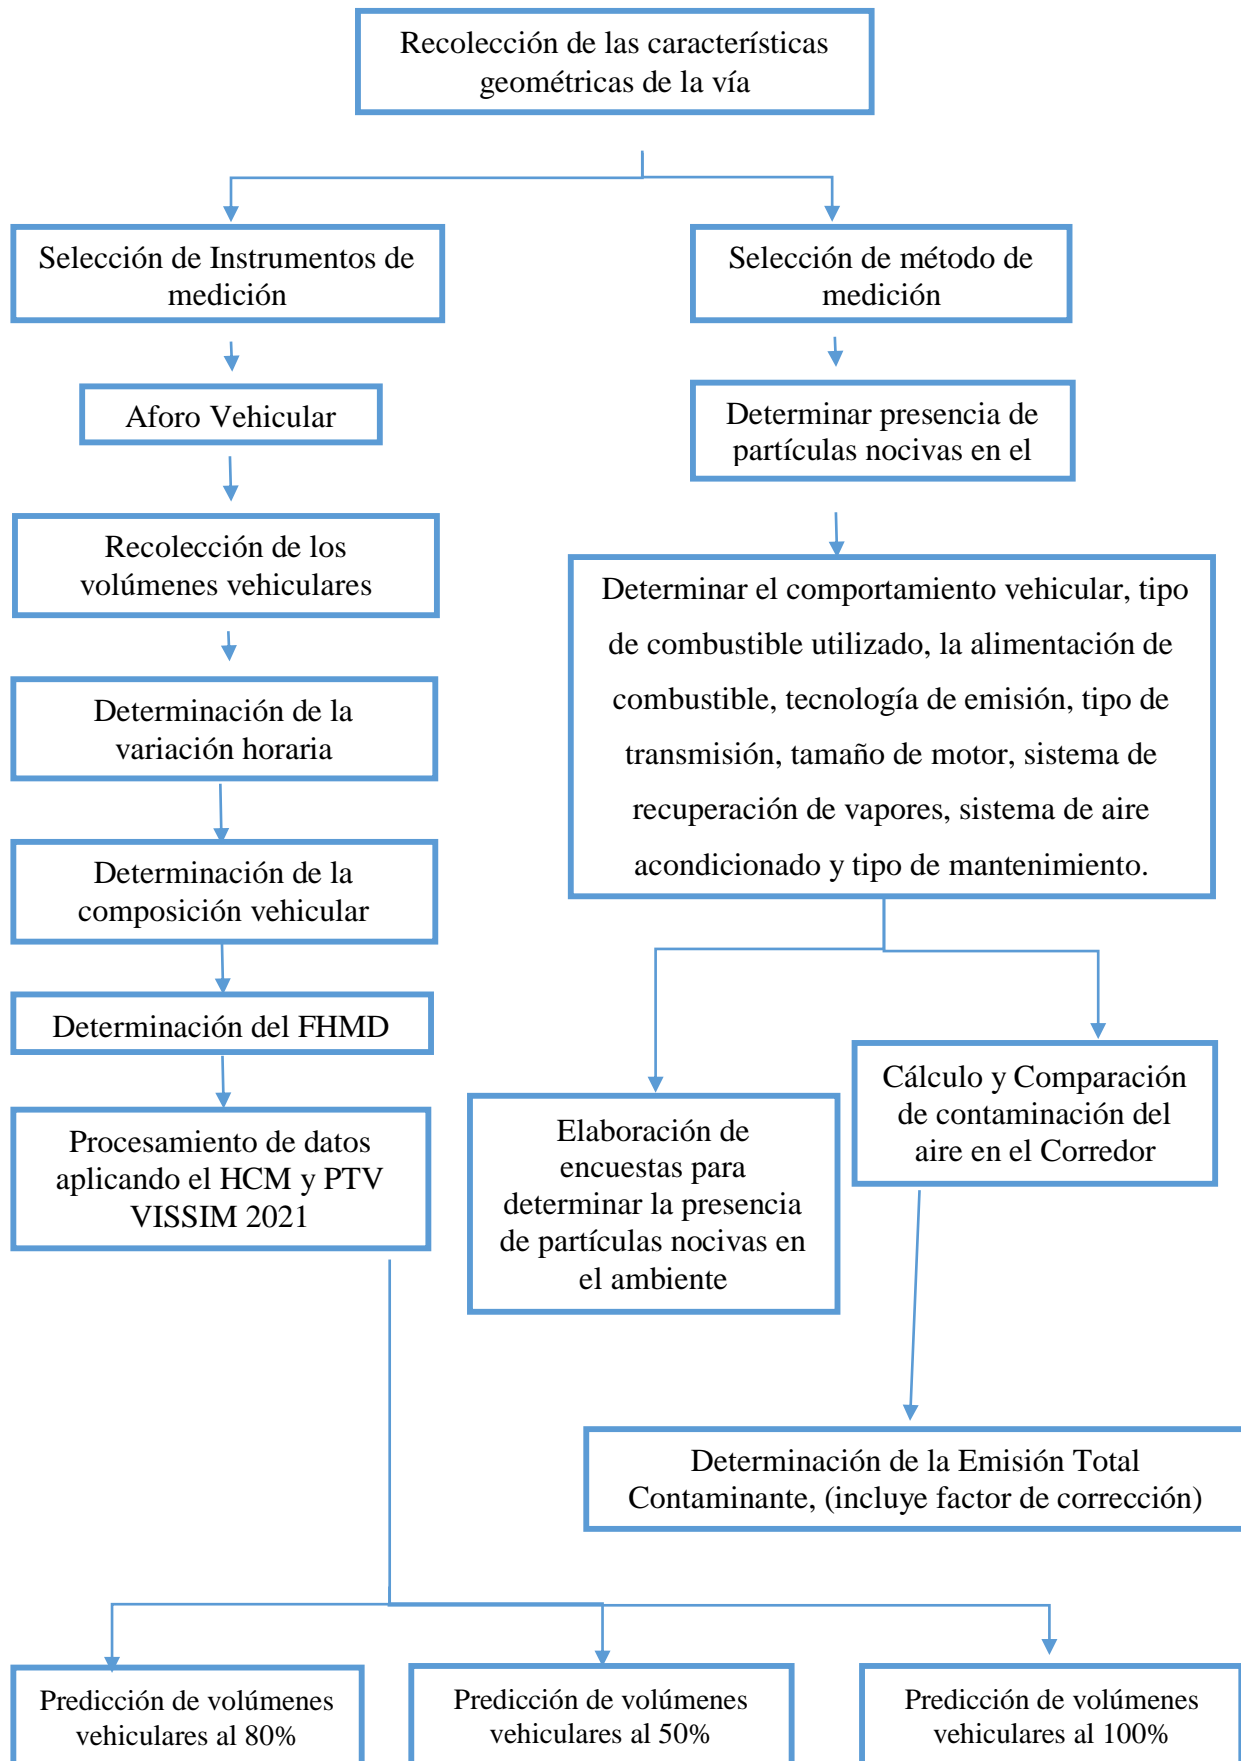 Recolección de las características
geométricas de la vía
Selección de Instrumentos de
medición
Selección de método de
medición
Aforo Vehicular
Determinar presencia de
partículas nocivas en el
Recolección de los
volúmenes vehiculares
Determinar el comportamiento vehicular, tipo
de combustible utilizado, la alimentación de
combustible, tecnología de emisión, tipo de
transmisión, tamaño de motor, sistema de
recuperación de vapores, sistema de aire
acondicionado y tipo de mantenimiento.
Determinación de la
variación horaria
Determinación de la
composición vehicular
Determinación del FHMD
Procesamiento de datos
aplicando el HCM y PTV
VISSIM 2021
Elaboración de
encuestas para
determinar la presencia
de partículas nocivas en
el ambiente
Cálculo y Comparación
de contaminación del
aire en el Corredor
Determinación de la Emisión Total
Contaminante, (incluye factor de corrección)
Predicción de volúmenes
vehiculares al 80%
Predicción de volúmenes
vehiculares al 50%
Predicción de volúmenes
vehiculares al 100%